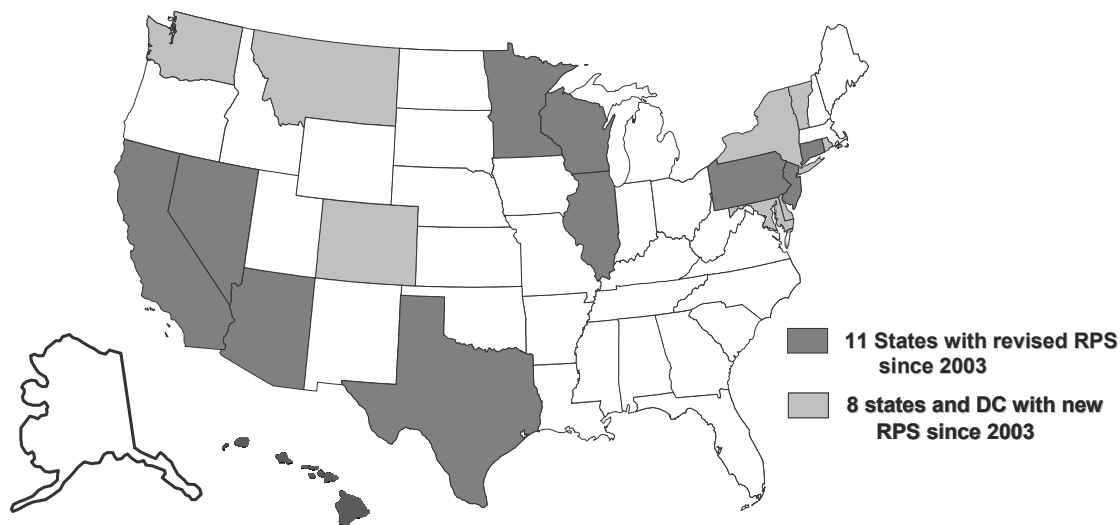 11 States with revised RPS
since 2003
8 states and DC with new
RPS since 2003